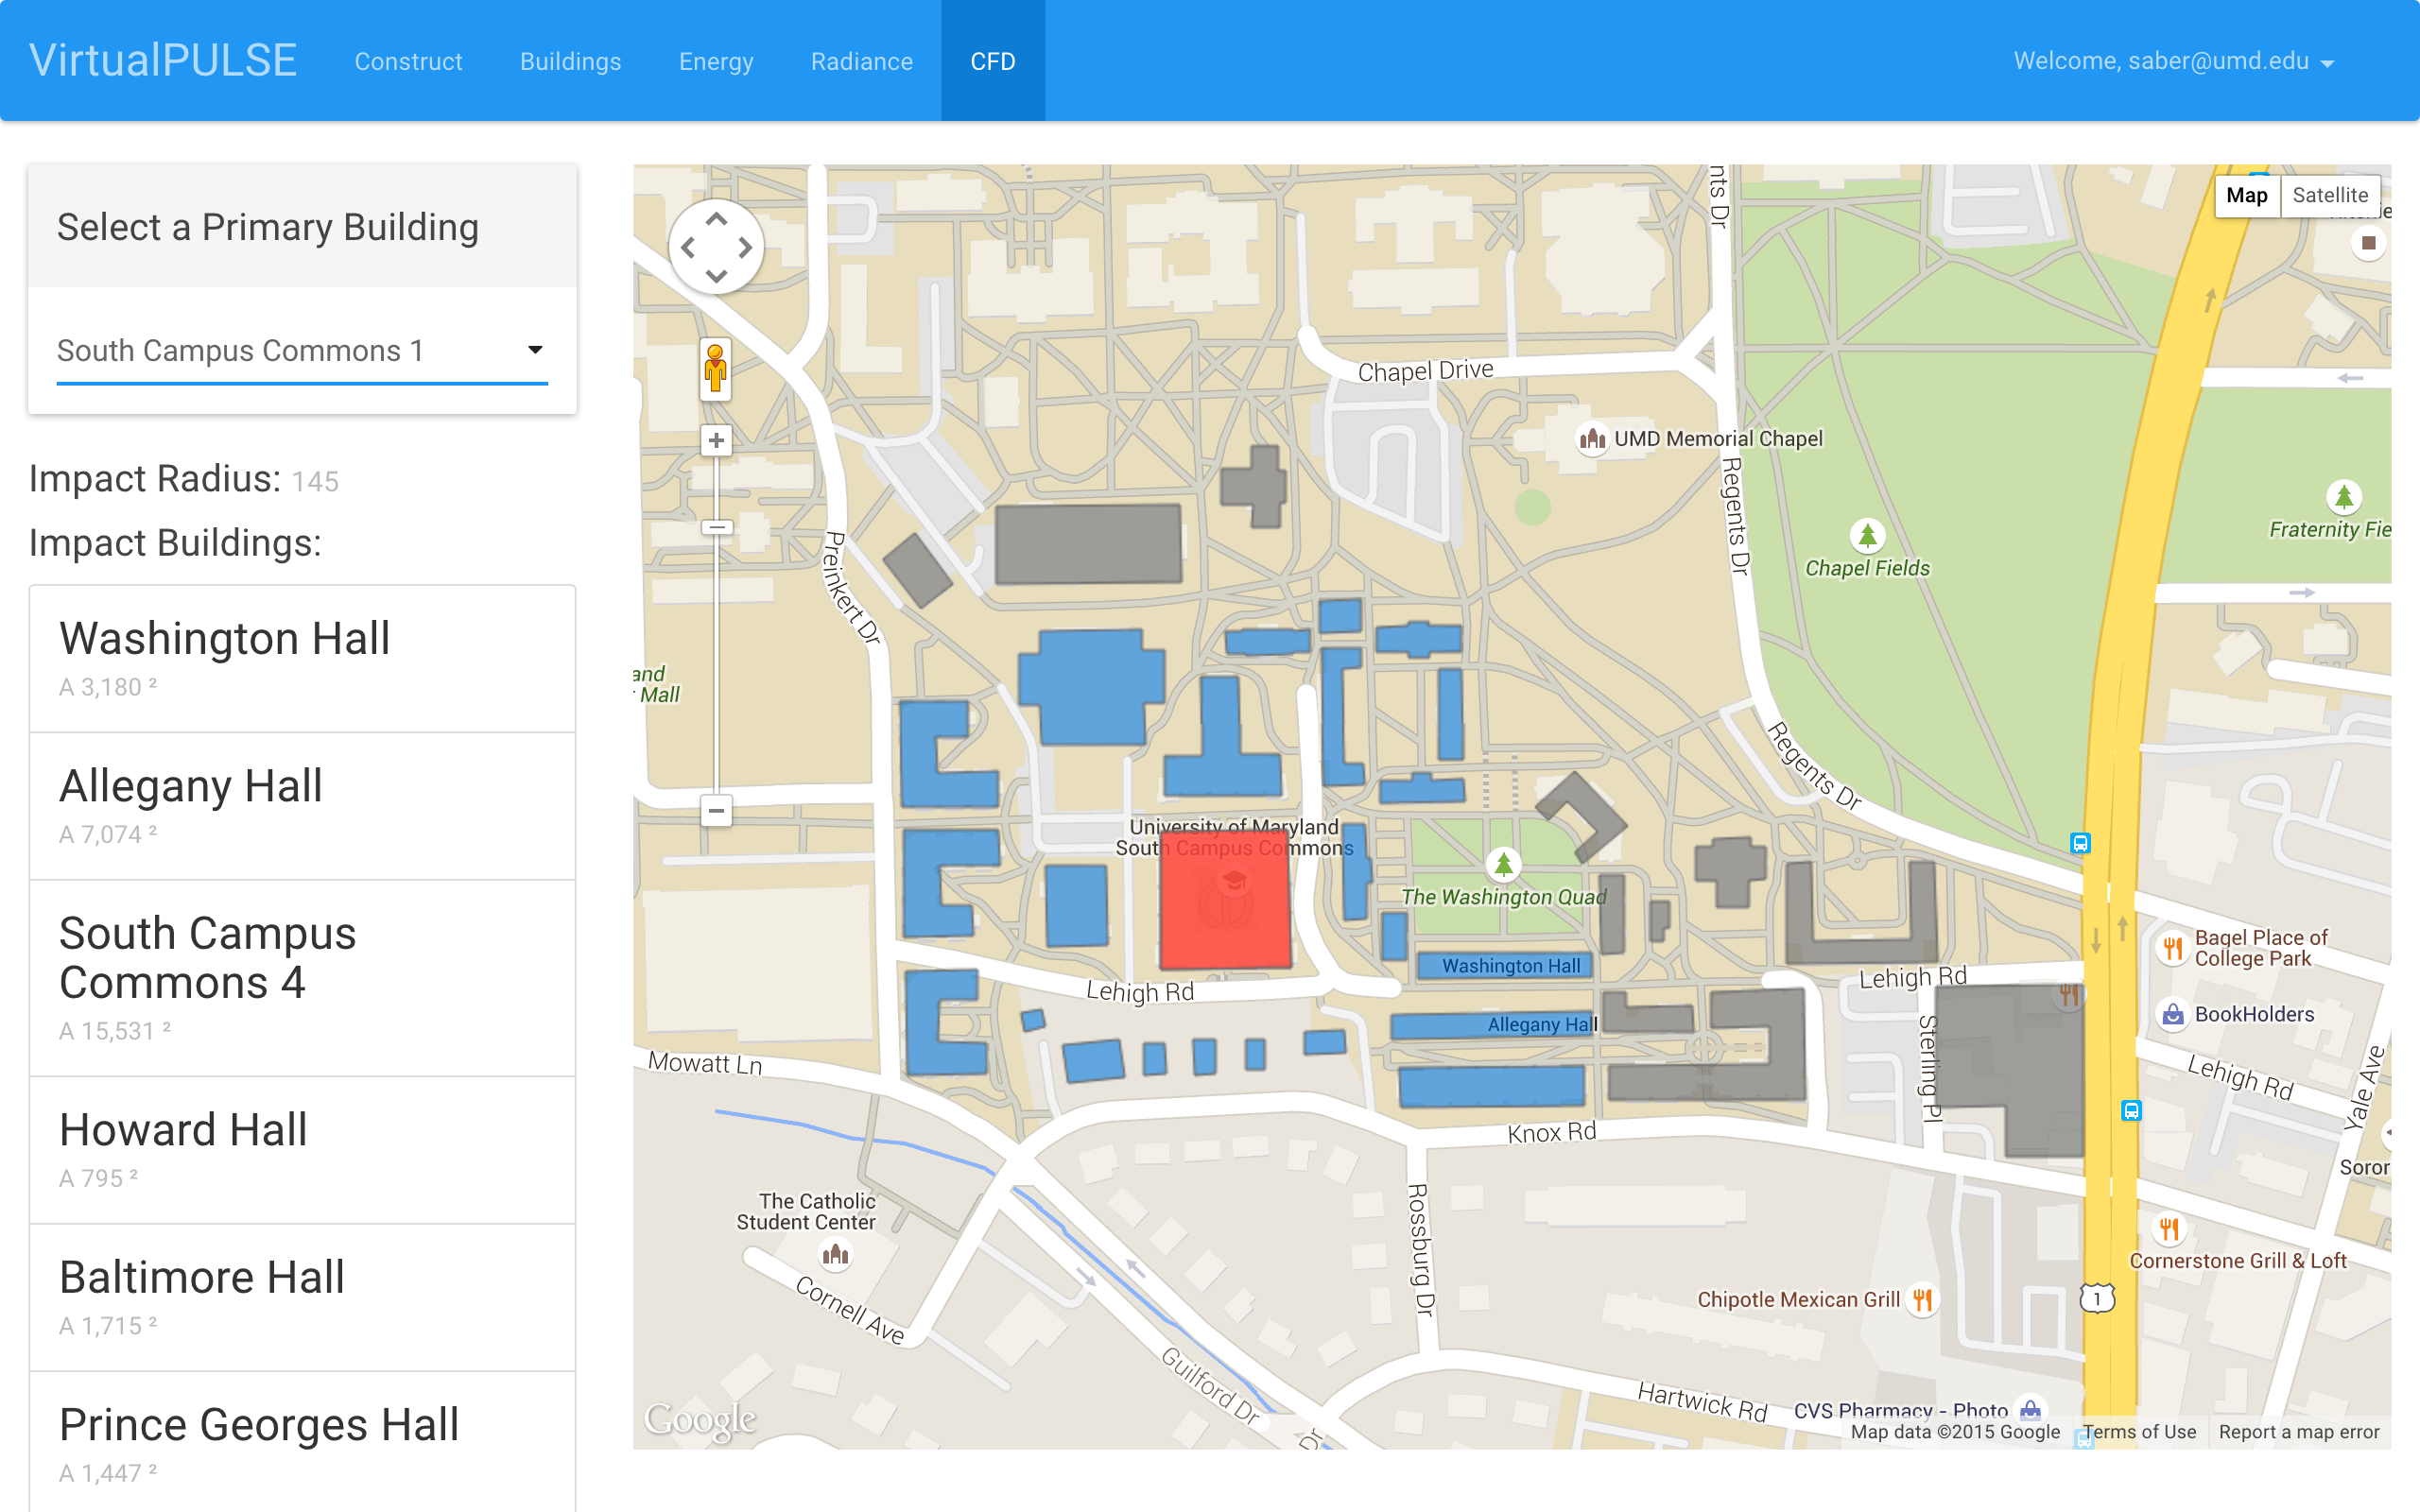 VirtualPULSE
Construct
Buildings
Energy
Radiance
CFD
Welcome, saber@umd.edu
Select a Primary Building
South Campus Commons 1
Impact Radius: 145
Impact Buildings:
Washington Hall
A 3,180 ²
Allegany Hall
A 7,074 ²
South Campus
Commons 4
A 15,531 ²
Howard Hall
A 795 ²
Baltimore Hall
A 1,715 ²
Prince Georges Hall
A 1,447 ²
Map
Satellite
nts Dr
Chapel Drive
UMD Memorial Chapel
Regents Dr
Chapel Fields
Fraternity Fie
Preinkert Dr
and
Mall
Regents Dr
University of Maryland
South Campus Commons
The Washington Quad
Washington Hall
Lehigh Rd
Allegany Hall
Lehigh Rd
Sterling Pl
Bagel Place of
College Park
BookHolders
Lehigh Rd
Yale Ave
Mowatt Ln
Knox Rd
Soror
The Catholic
Student Center
Rossburg Dr
Cornell Ave
Cornerstone Grill & Loft
1
Chipotle Mexican Grill
Guilford Dr
Dr
Hartwick Rd
CVS Pharmacy - Photo
Google
Map data ©2015 Google
Terms of Use
Report a map error